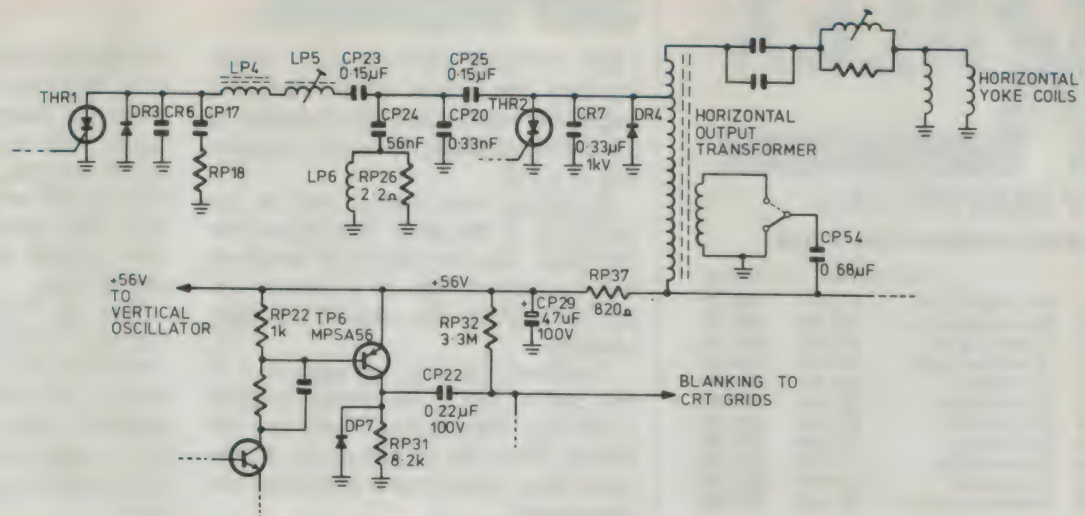 LP4
LP5
CP23
0·15µF
CP25
0·15µF
THR1
DR3
CR6
CP17
RP18
CP24
56nF
CP20
0·33nF
LP6
RP26
2·2Ω
THR2
CR7
0·33µF
1kV
DR4
HORIZONTAL
OUTPUT
TRANSFORMER
HORIZONTAL
YOKE COILS
CP54
0·68µF
+56V
TO
VERTICAL
OSCILLATOR
RP22
1k
TP6
MPSA56
+56V
RP32
3·3M
+
CP29
47uF
100V
RP37
820Ω
CP22
0·22µF
100V
DP7
RP31
8·2k
BLANKING TO
CRT GRIDS